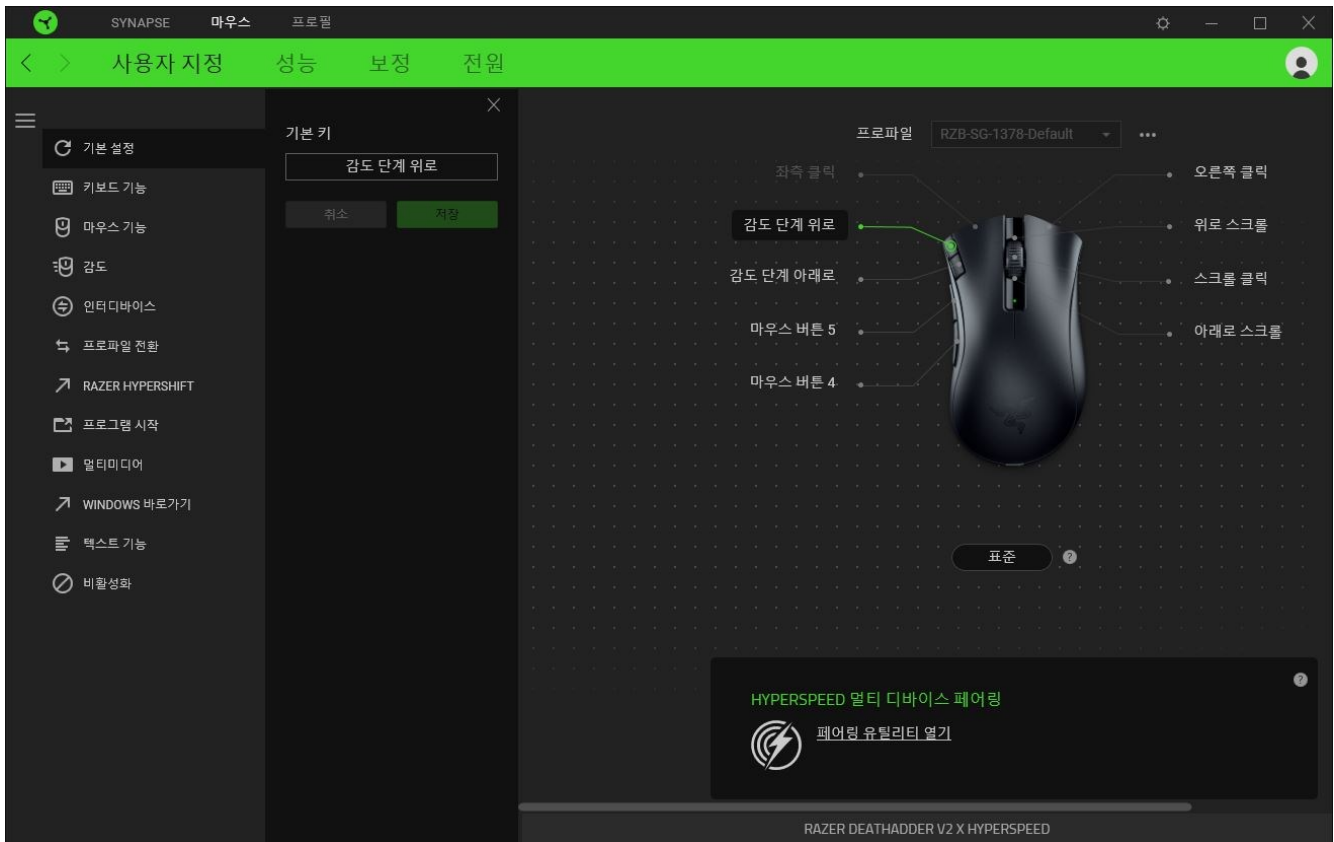 SYNAPSE 마우스 프로필
사용자 지정 성능 보정 전원
기본 설정
키보드 기능
마우스 기능
감도
인터디바이스
프로파일 전환
RAZER HYPERSHIFT
프로그램 시작
멀티미디어
WINDOWS 바로가기
텍스트 기능
비활성화
기본 키
감도 단계 위로
취소 저장
프로파일 RZB-SG-1378-Default
좌측 클릭
감도 단계 위로
감도 단계 아래로
마우스 버튼 5
마우스 버튼 4
오른쪽 클릭
위로 스크롤
스크롤 클릭
아래로 스크롤
표준 ?
?
HYPERSPEED 멀티 디바이스 페어링
페어링 유틸리티 열기
RAZER DEATHADDER V2 X HYPERSPEED